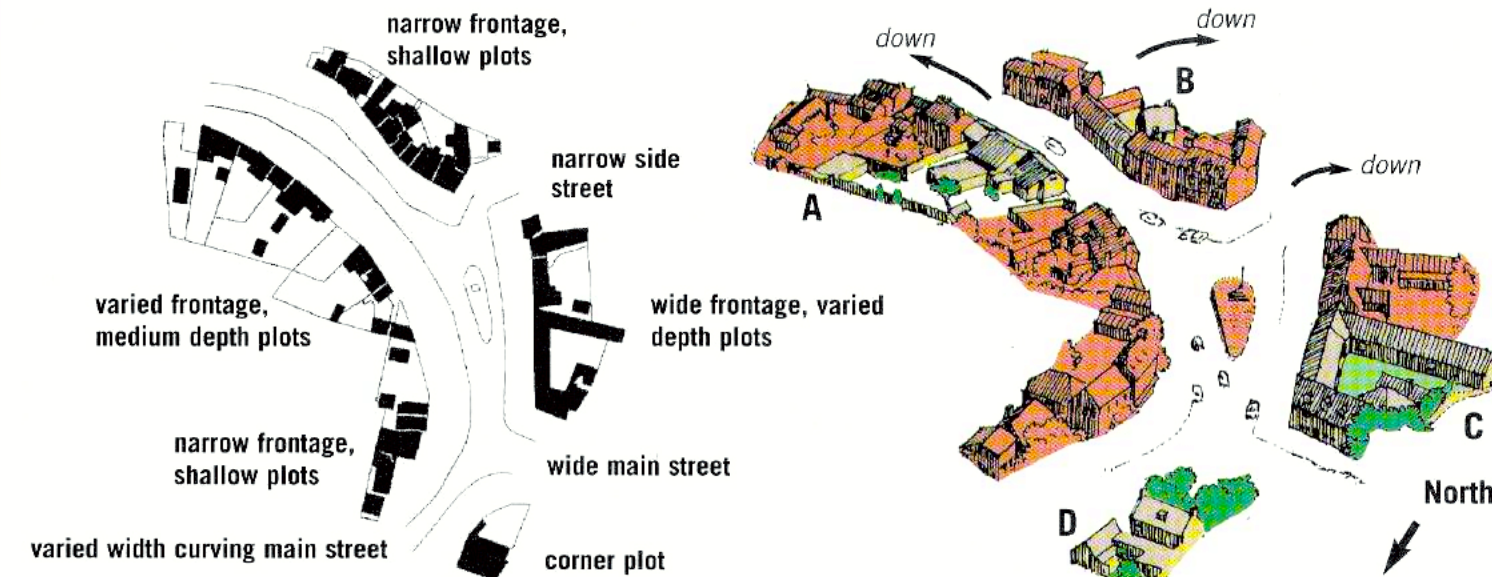 narrow frontage,
shallow plots
narrow side
street
varied frontage,
medium depth plots
wide frontage, varied
depth plots
narrow frontage,
shallow plots
wide main street
varied width curving main street
corner plot
down
down
B
down
A
C
North
D